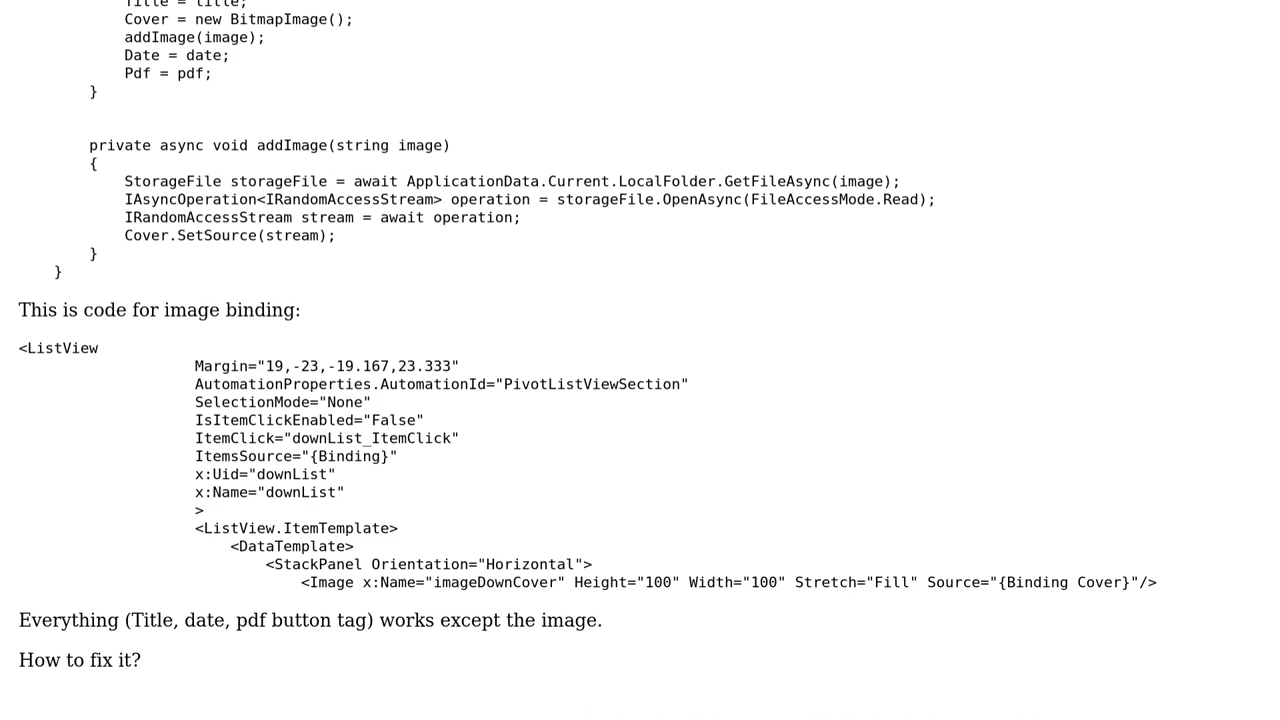 Title = title;
Cover = new BitmapImage();
addImage(image);
Date = date;
Pdf = pdf;
}
private async void addImage(string image)
{
StorageFile storageFile = await ApplicationData.Current.LocalFolder.GetFileAsync(image);
IAsyncOperation<IRandomAccessStream> operation = storageFile.OpenAsync(FileAccessMode.Read);
IRandomAccessStream stream = await operation;
Cover.SetSource(stream);
}
}
This is code for image binding:
<ListView
Margin="19,-23,-19.167,23.333"
AutomationProperties.AutomationId="PivotListViewSection"
SelectionMode="None"
IsItemClickEnabled="False"
ItemClick="downList_ItemClick"
ItemsSource="{Binding}"
x:Uid="downList"
x:Name="downList"
>
<ListView.ItemTemplate>
<DataTemplate>
<StackPanel Orientation="Horizontal">
<Image x:Name="imageDownCover" Height="100" Width="100" Stretch="Fill" Source="{Binding Cover}"/>
Everything (Title, date, pdf button tag) works except the image.
How to fix it?